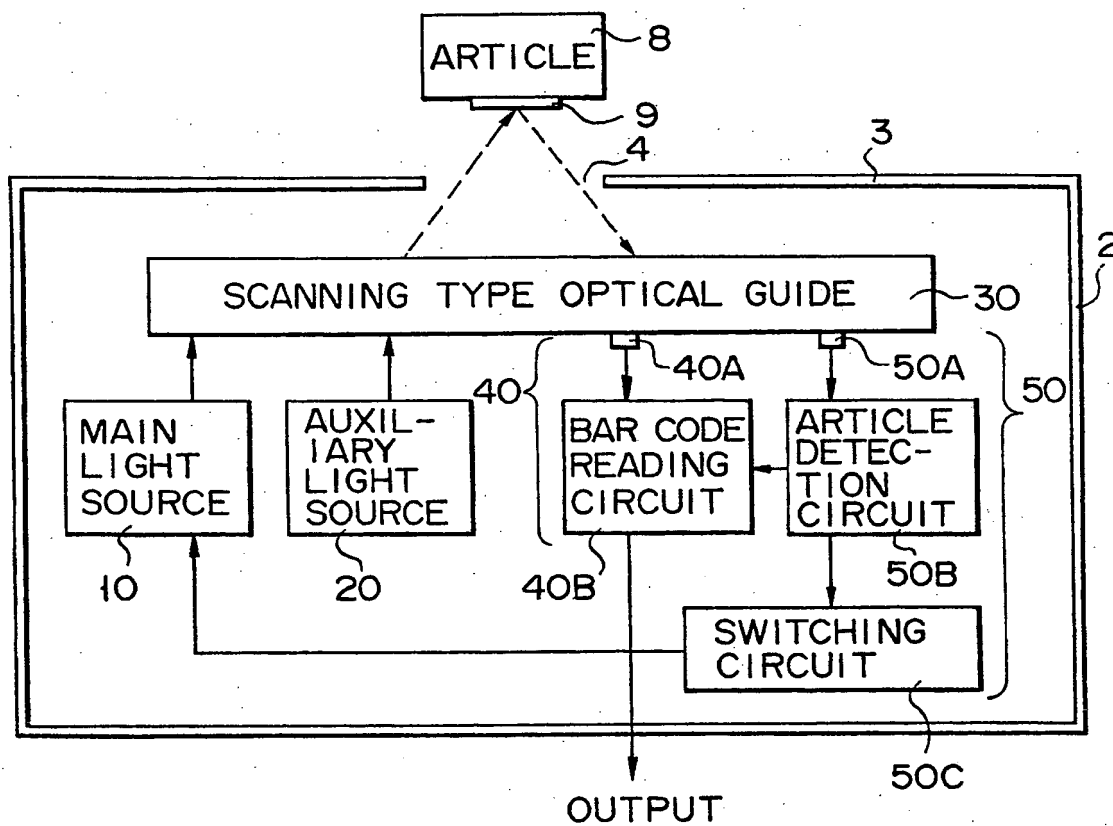 8
ARTICLE
9
4
3
2
SCANNING TYPE OPTICAL GUIDE
30
40
40A
50A
50
MAIN
LIGHT
SOURCE
AUXIL-
IARY
LIGHT
SOURCE
BAR CODE
READING
CIRCUIT
ARTICLE
DETEC-
TION
CIRCUIT
10
20
40B
50B
SWITCHING
CIRCUIT
50C
OUTPUT